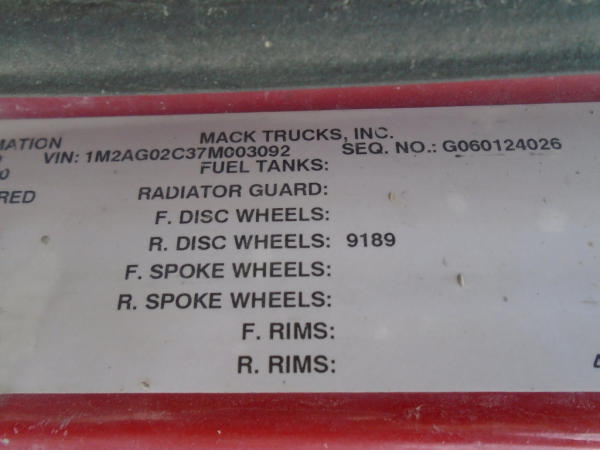 MATION MACK TRUCKS, INC.
VIN: 1M2AG02C37M003092 SEQ. NO.: G060124026
0 FUEL TANKS:
RED RADIATOR GUARD:
F. DISC WHEELS:
R. DISC WHEELS: 9189
F. SPOKE WHEELS:
R. SPOKE WHEELS:
F. RIMS:
R. RIMS: